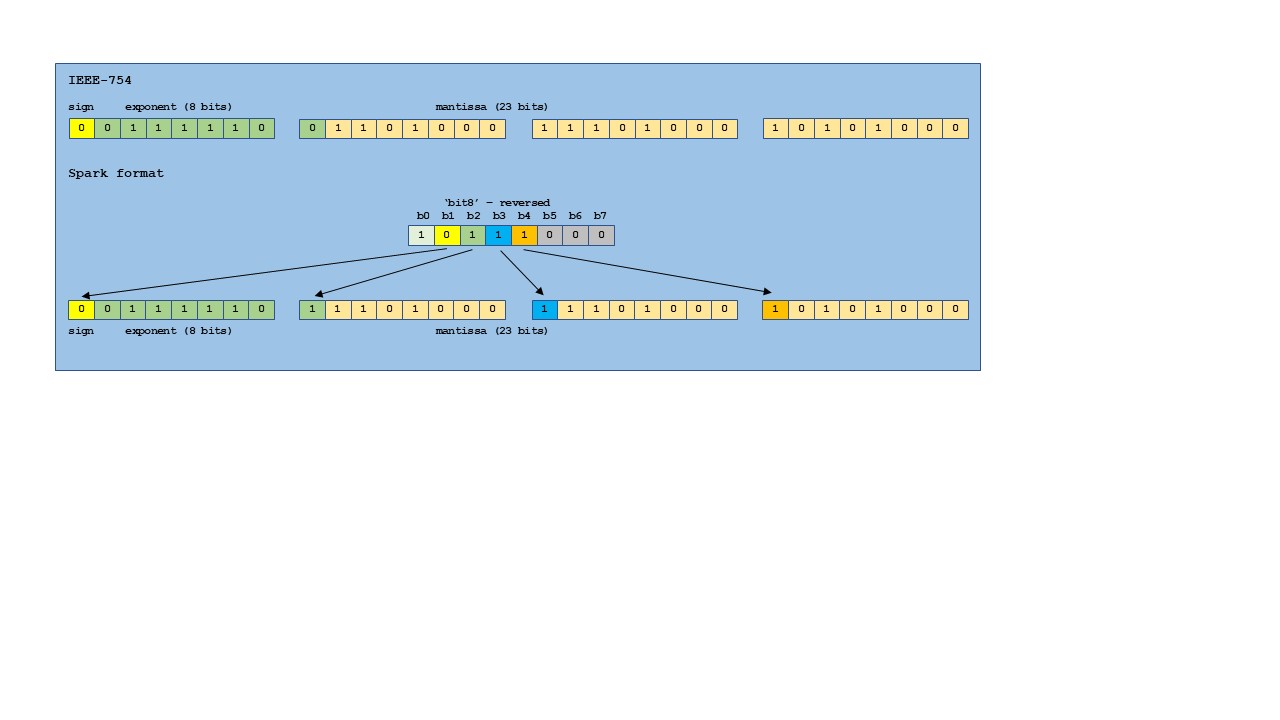 IEEE-754
sign exponent (8 bits) mantissa (23 bits)
0 0 1 1 1 1 1 0 0 1 1 0 1 0 0 0 1 1 1 0 1 0 0 0 1 0 1 0 1 0 0 0
Spark format
‘bit8’ – reversed
b0 b1 b2 b3 b4 b5 b6 b7
1 0 1 1 1 0 0 0
0 0 1 1 1 1 1 0 1 1 1 0 1 0 0 0 1 1 1 0 1 0 0 0 1 0 1 0 1 0 0 0
sign exponent (8 bits) mantissa (23 bits)